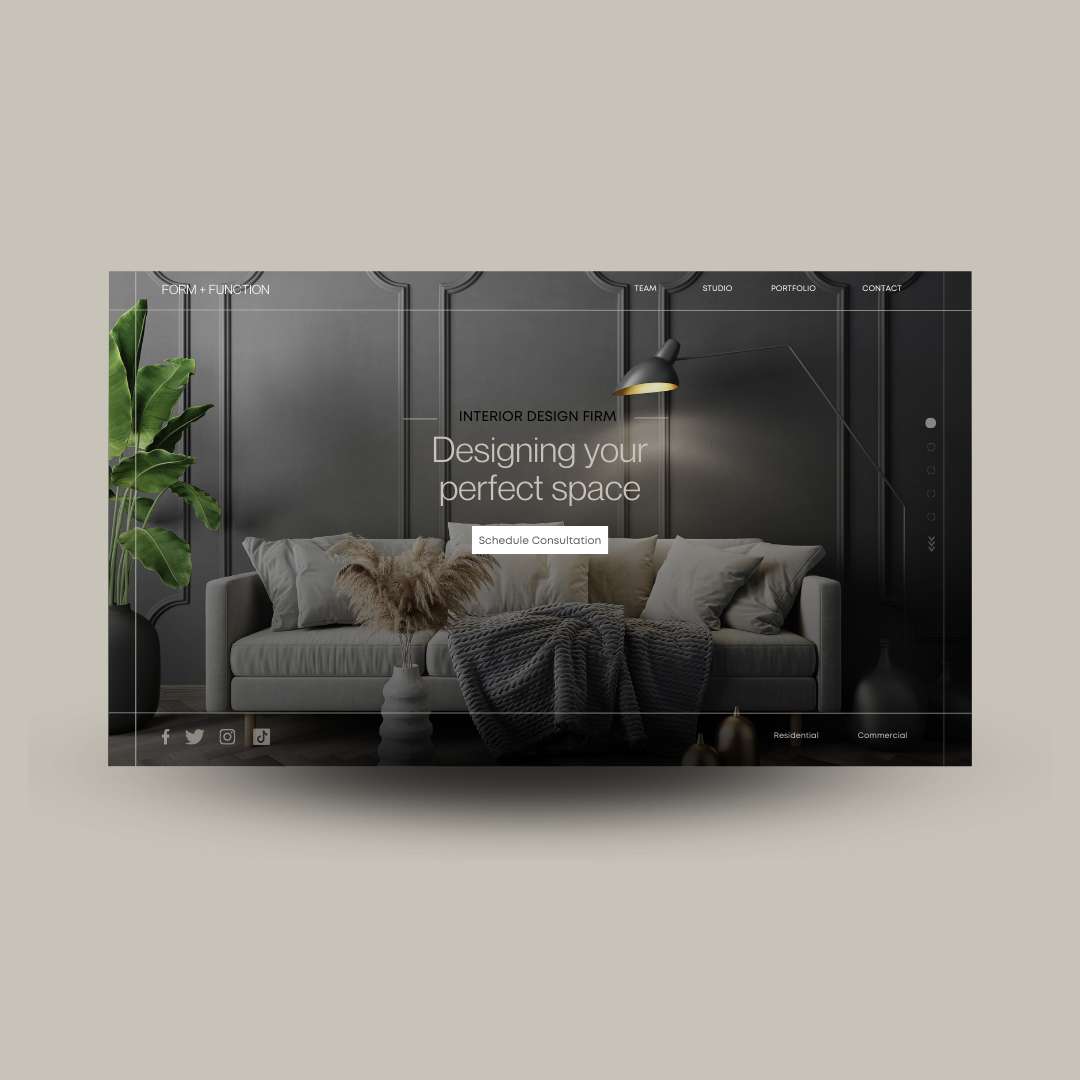 FORM + FUNCTION
TEAM
STUDIO
PORTFOLIO
CONTACT
INTERIOR DESIGN FIRM
Designing your
perfect space
Schedule Consultation
Residential
Commercial